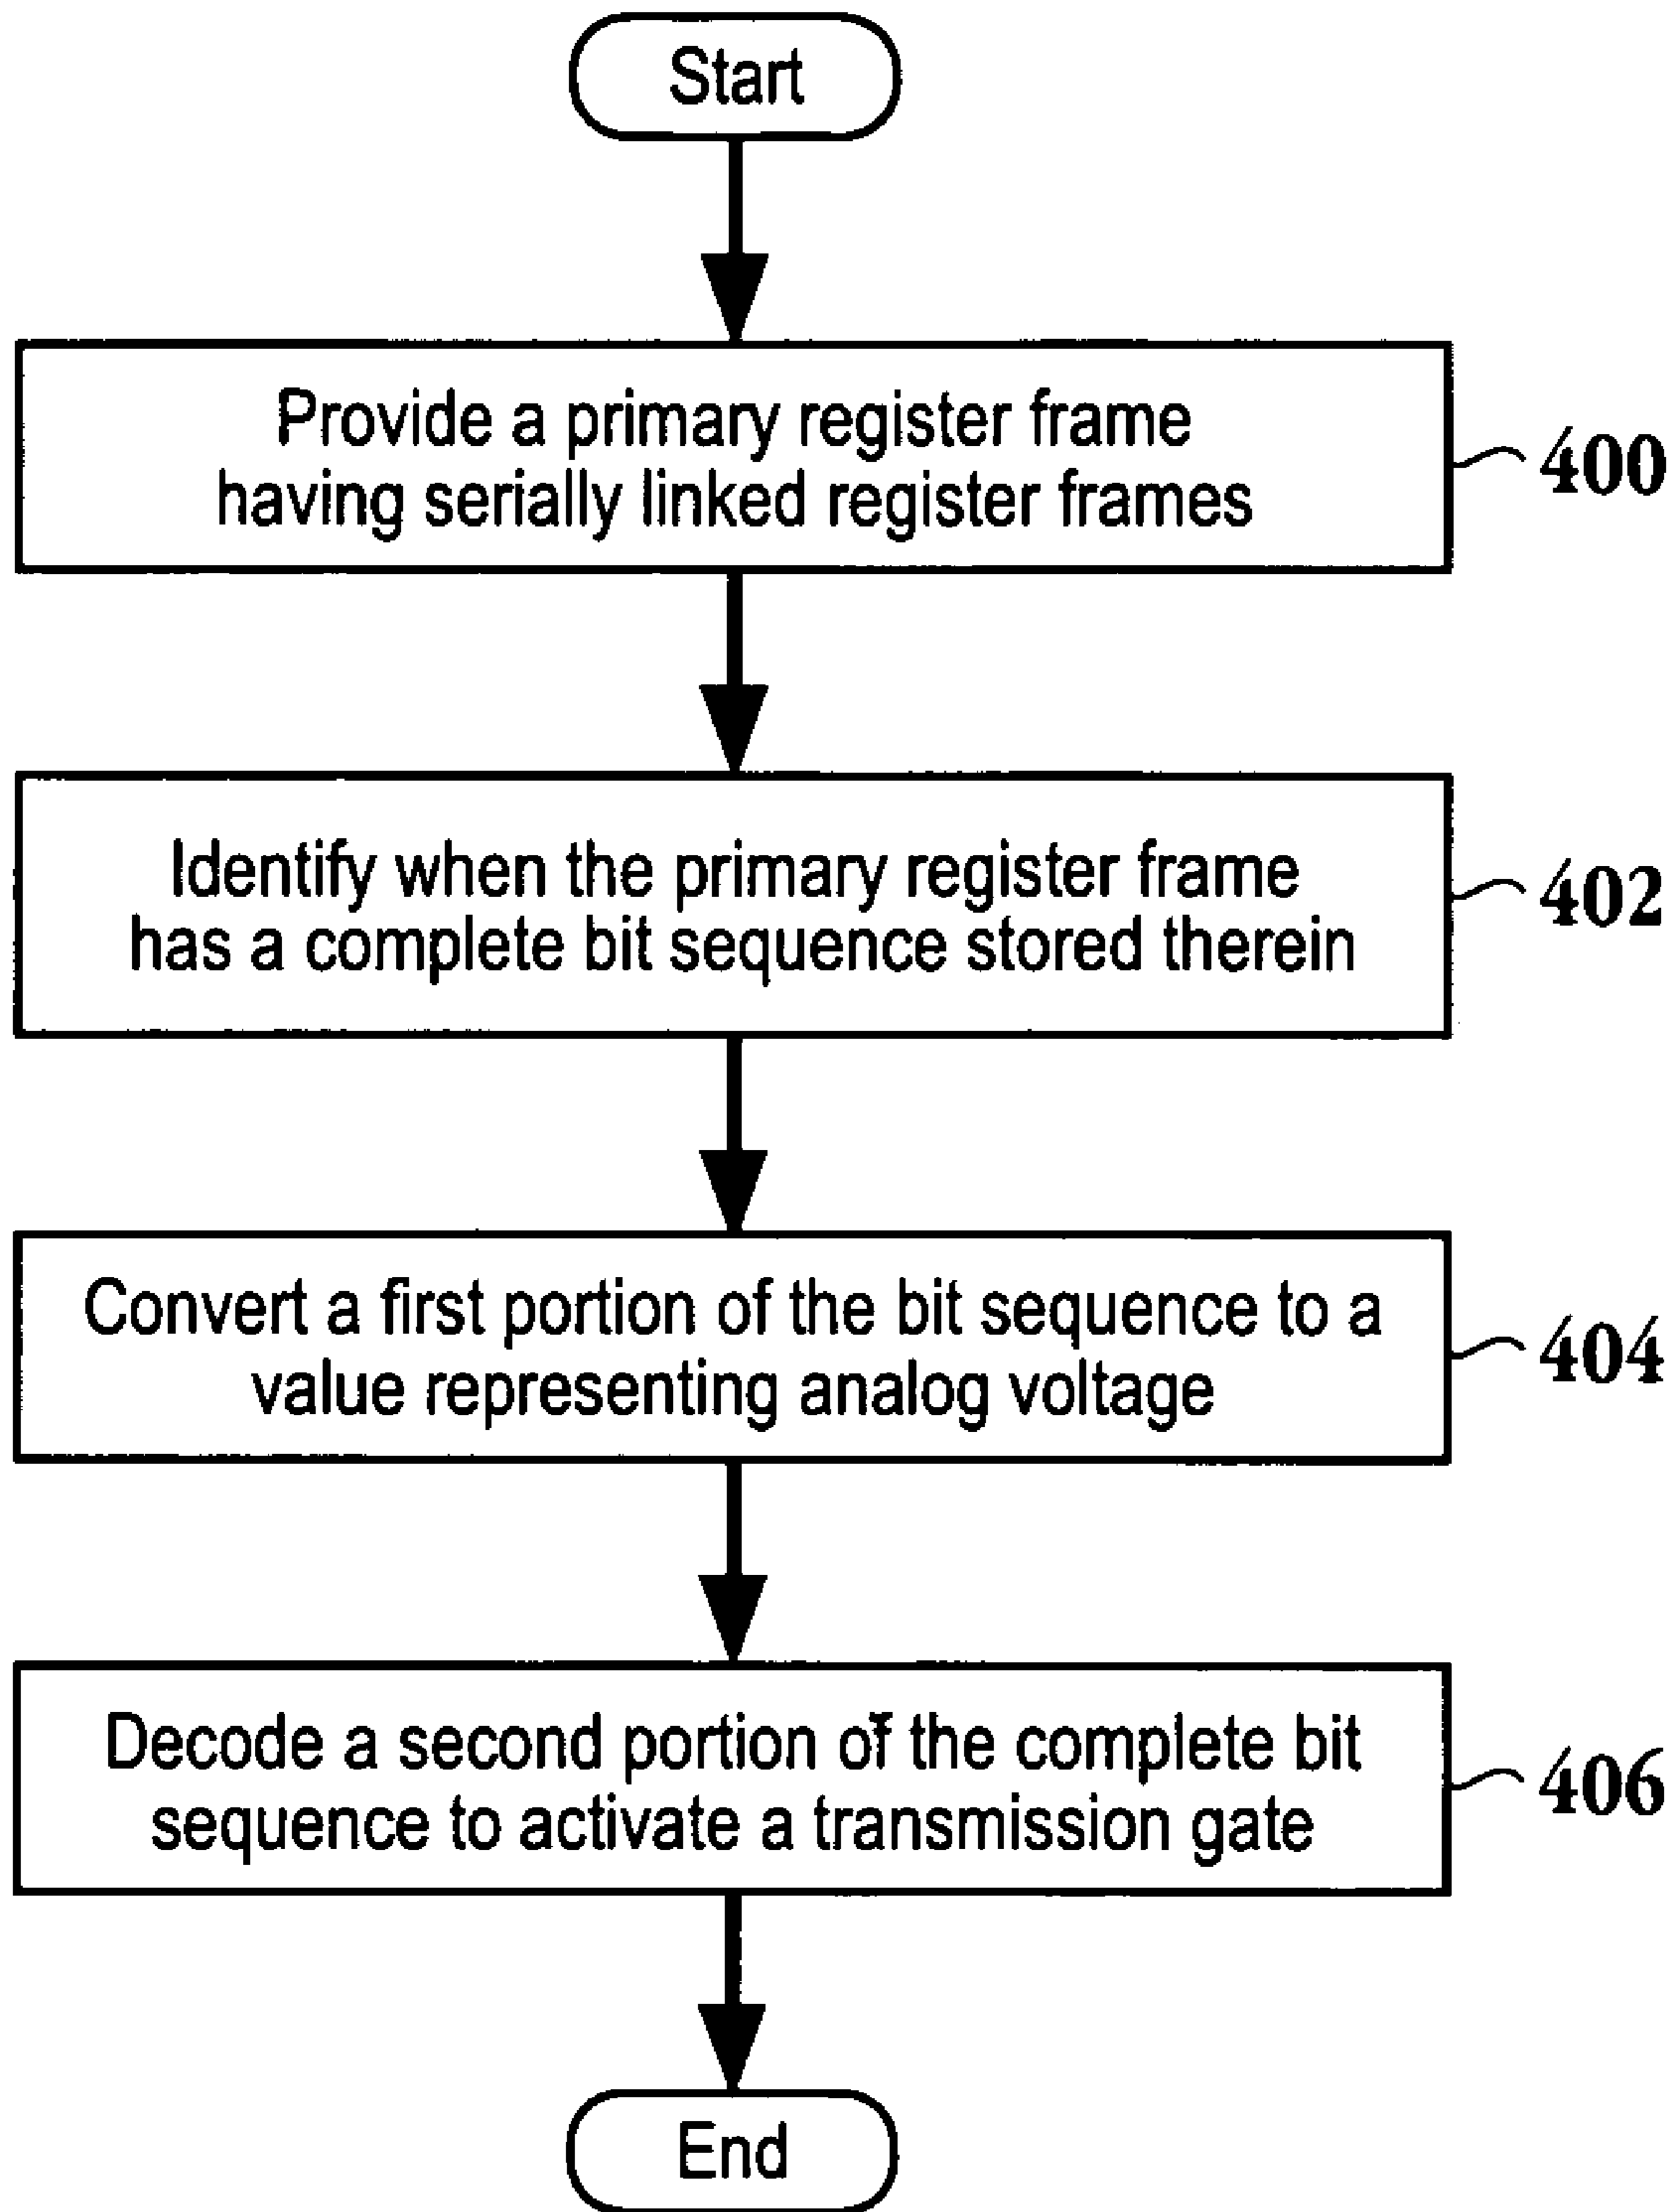 Start
Provide a primary register frame
having serially linked register frames
400
Identify when the primary register frame
has a complete bit sequence stored therein
402
Convert a first portion of the bit sequence to a
value representing analog voltage
404
Decode a second portion of the complete bit
sequence to activate a transmission gate
406
End